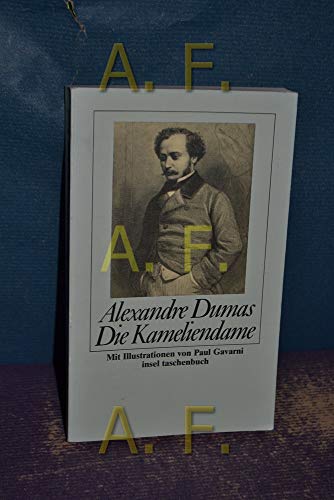 A. F.
A. F.
Alexandre Dumas
Die Kameliendame
Mit Illustrationen von Paul Gavarni
insel taschenbuch
A. F.